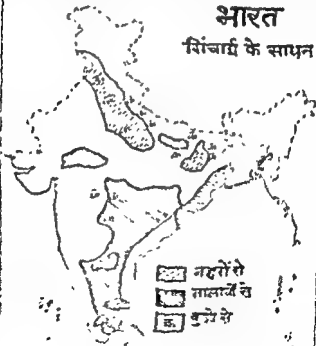 भारत
सिंचाई के साधन
नहरों से
तालाबों से
कुओं से